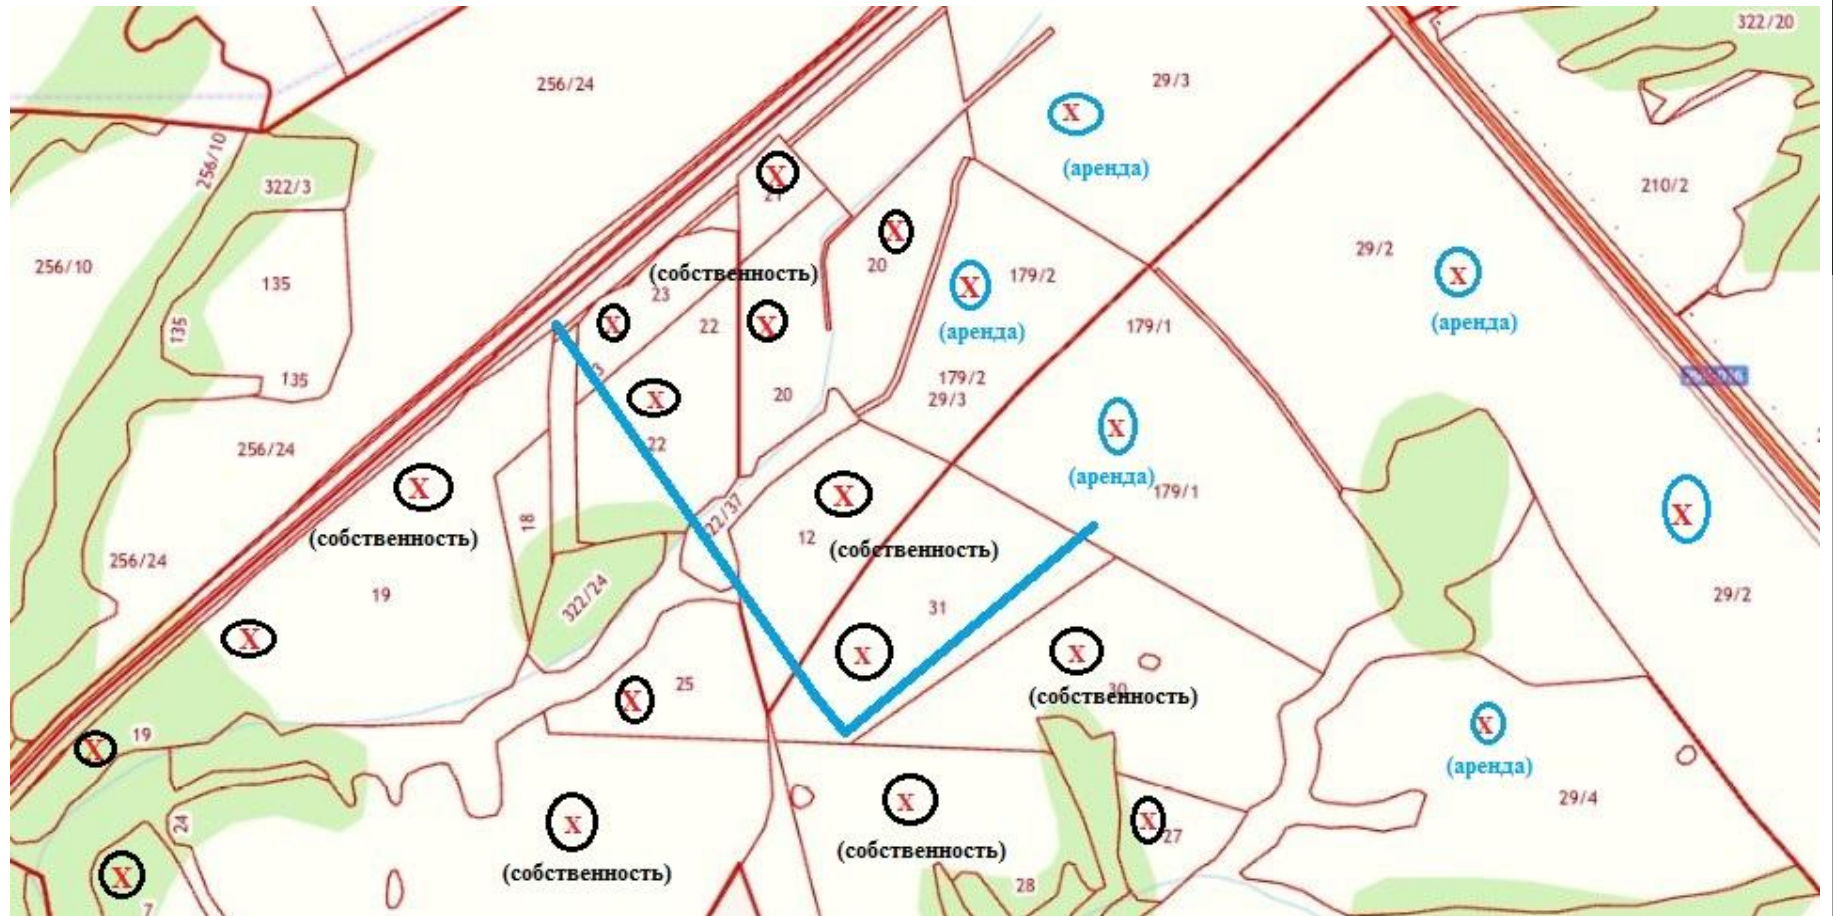 322/20
256/24
29/3
X
(аренда)
256/10
322/3
X
21
210/2
X
20
29/2
256/10
(собственность)
135
23
X
179/2
X
(аренда)
(аренда)
135
X
22
X
179/1
3
135
X
20
179/2
29/3
256/24
22
X
(аренда)
179/1
X
(собственность)
18
X
12
(собственность)
X
256/24
19
322/24
31
29/2
X
X
X
30
(собственность)
X
25
X
(аренда)
X
19
29/4
X
(собственность)
X
(собственность)
X
27
24
X
28
7